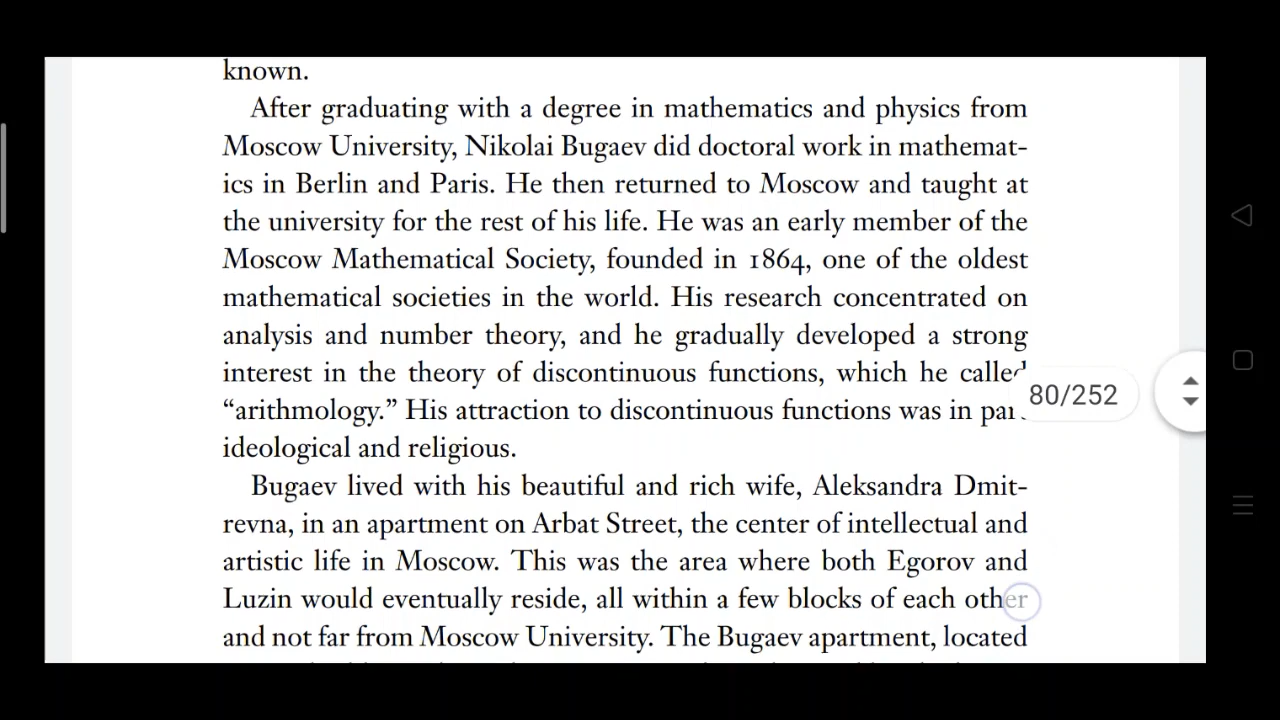 known.
After graduating with a degree in mathematics and physics from
Moscow University, Nikolai Bugaev did doctoral work in mathemat-
ics in Berlin and Paris. He then returned to Moscow and taught at
the university for the rest of his life. He was an early member of the
Moscow Mathematical Society, founded in 1864, one of the oldest
mathematical societies in the world. His research concentrated on
analysis and number theory, and he gradually developed a strong
interest in the theory of discontinuous functions, which he called
“arithmology.” His attraction to discontinuous functions was in part
80/252
ideological and religious.
Bugaev lived with his beautiful and rich wife, Aleksandra Dmit-
revna, in an apartment on Arbat Street, the center of intellectual and
artistic life in Moscow. This was the area where both Egorov and
Luzin would eventually reside, all within a few blocks of each other
and not far from Moscow University. The Bugaev apartment, located